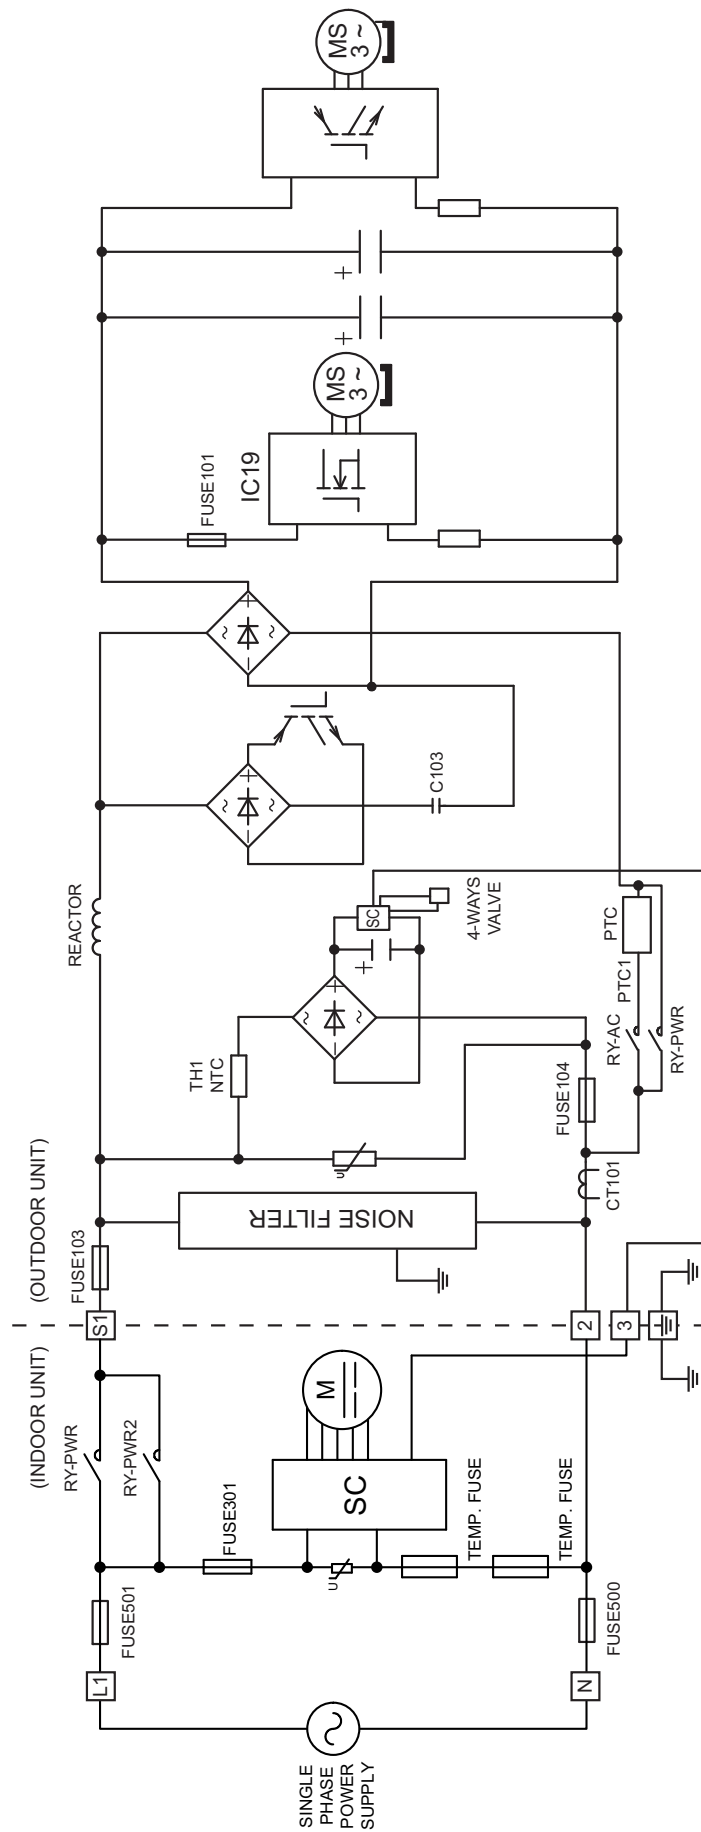 (INDOOR UNIT)
(OUTDOOR UNIT)
SINGLE
PHASE
POWER
SUPPLY
L1
N
FUSE501
FUSE500
RY-PWR
RY-PWR2
FUSE301
U
TEMP. FUSE
TEMP. FUSE
SC
M
S1
2
3
FUSE103
NOISE FILTER
CT101
U
TH1
NTC
FUSE104
RY-AC
RY-PWR
PTC1
PTC
REACTOR
~
~
+
−
+
SC
4-WAYS
VALVE
~
~
+
−
C103
~
~
+
−
FUSE101
IC19
MS
3 ~
+
+
MS
3 ~